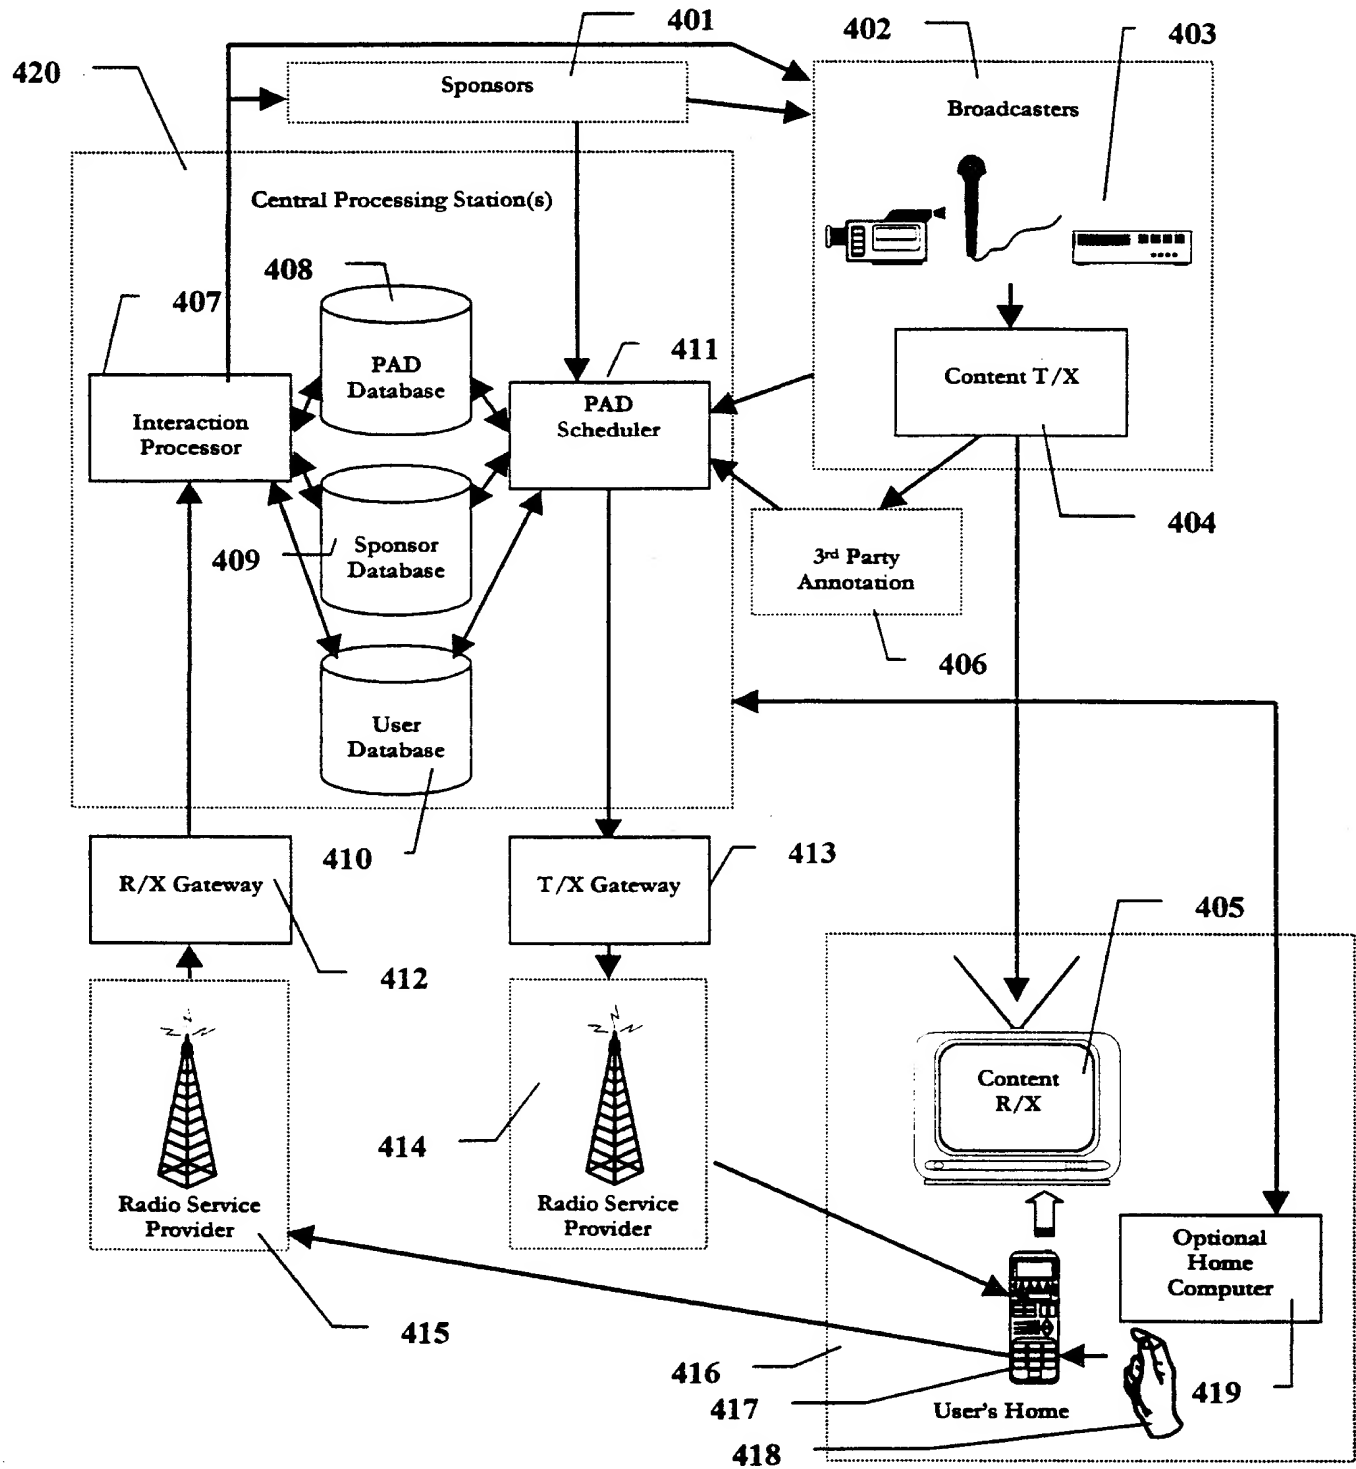 401
402
403
420
Sponsors
Broadcasters
Central Processing Station(s)
408
407
411
PAD
Database
PAD
Scheduler
Content T/X
Interaction
Processor
404
409
Sponsor
Database
3rd Party
Annotation
406
User
Database
410
413
R/X Gateway
T/X Gateway
405
412
Content
R/X
414
Radio Service
Provider
Radio Service
Provider
Optional
Home
Computer
415
416
417
419
User's Home
418